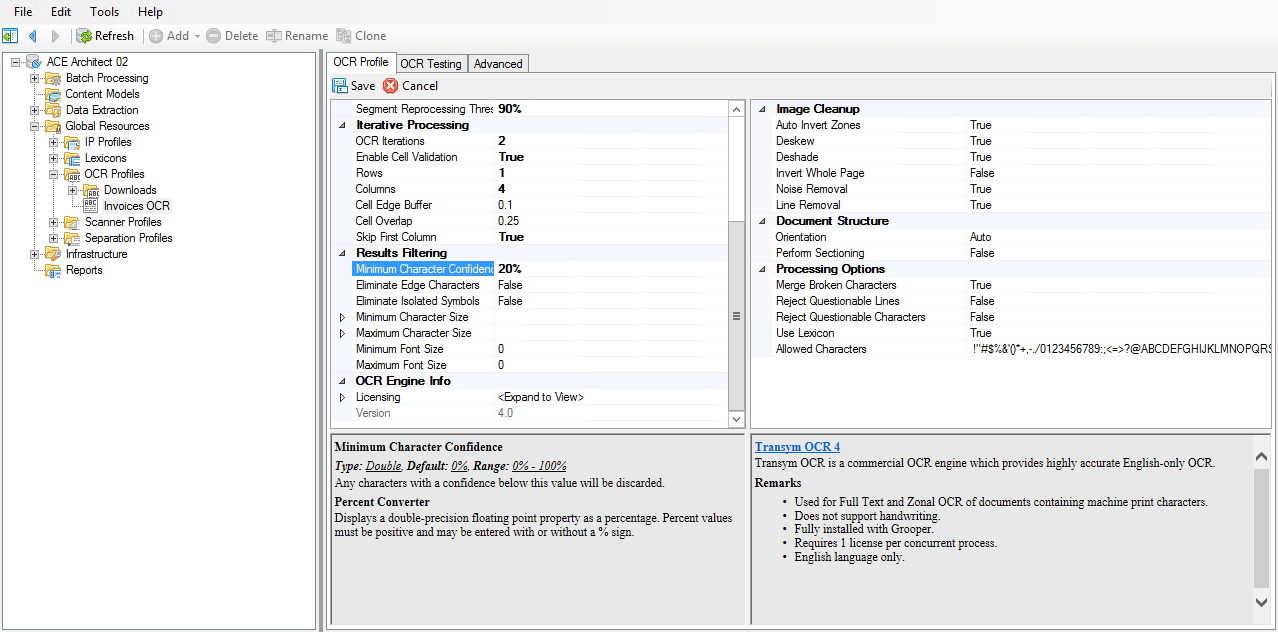 File Edit Tools Help
Refresh Add Delete Rename Clone
ACE Architect 02
Batch Processing
Content Models
Data Extraction
Global Resources
IP Profiles
Lexicons
OCR Profiles
Downloads
Invoices OCR
Scanner Profiles
Separation Profiles
Infrastructure
Reports
OCR Profile OCR Testing Advanced
Save Cancel
Segment Reprocessing Thres 90%
Iterative Processing
OCR Iterations 2
Enable Cell Validation True
Rows 1
Columns 4
Cell Edge Buffer 0.1
Cell Overlap 0.25
Skip First Column True
Results Filtering
Minimum Character Confidenc 20%
Eliminate Edge Characters False
Eliminate Isolated Symbols False
Minimum Character Size
Maximum Character Size
Minimum Font Size 0
Maximum Font Size 0
OCR Engine Info
Licensing <Expand to View>
Version 4.0
Image Cleanup
Auto Invert Zones True
Deskew True
Deshade True
Invert Whole Page False
Noise Removal True
Line Removal True
Document Structure
Orientation Auto
Perform Sectioning False
Processing Options
Merge Broken Characters True
Reject Questionable Lines False
Reject Questionable Characters False
Use Lexicon True
Allowed Characters !"#$%&'()*+,-./0123456789:;<=>?@ABCDEFGHIJKLMNOPQRS
Minimum Character Confidence
Type: Double, Default: 0%, Range: 0% - 100%
Any characters with a confidence below this value will be discarded.
Percent Converter
Displays a double-precision floating point property as a percentage. Percent values
must be positive and may be entered with or without a % sign.
Transym OCR 4
Transym OCR is a commercial OCR engine which provides highly accurate English-only OCR.
Remarks
• Used for Full Text and Zonal OCR of documents containing machine print characters.
• Does not support handwriting.
• Fully installed with Grooper.
• Requires 1 license per concurrent process.
• English language only.